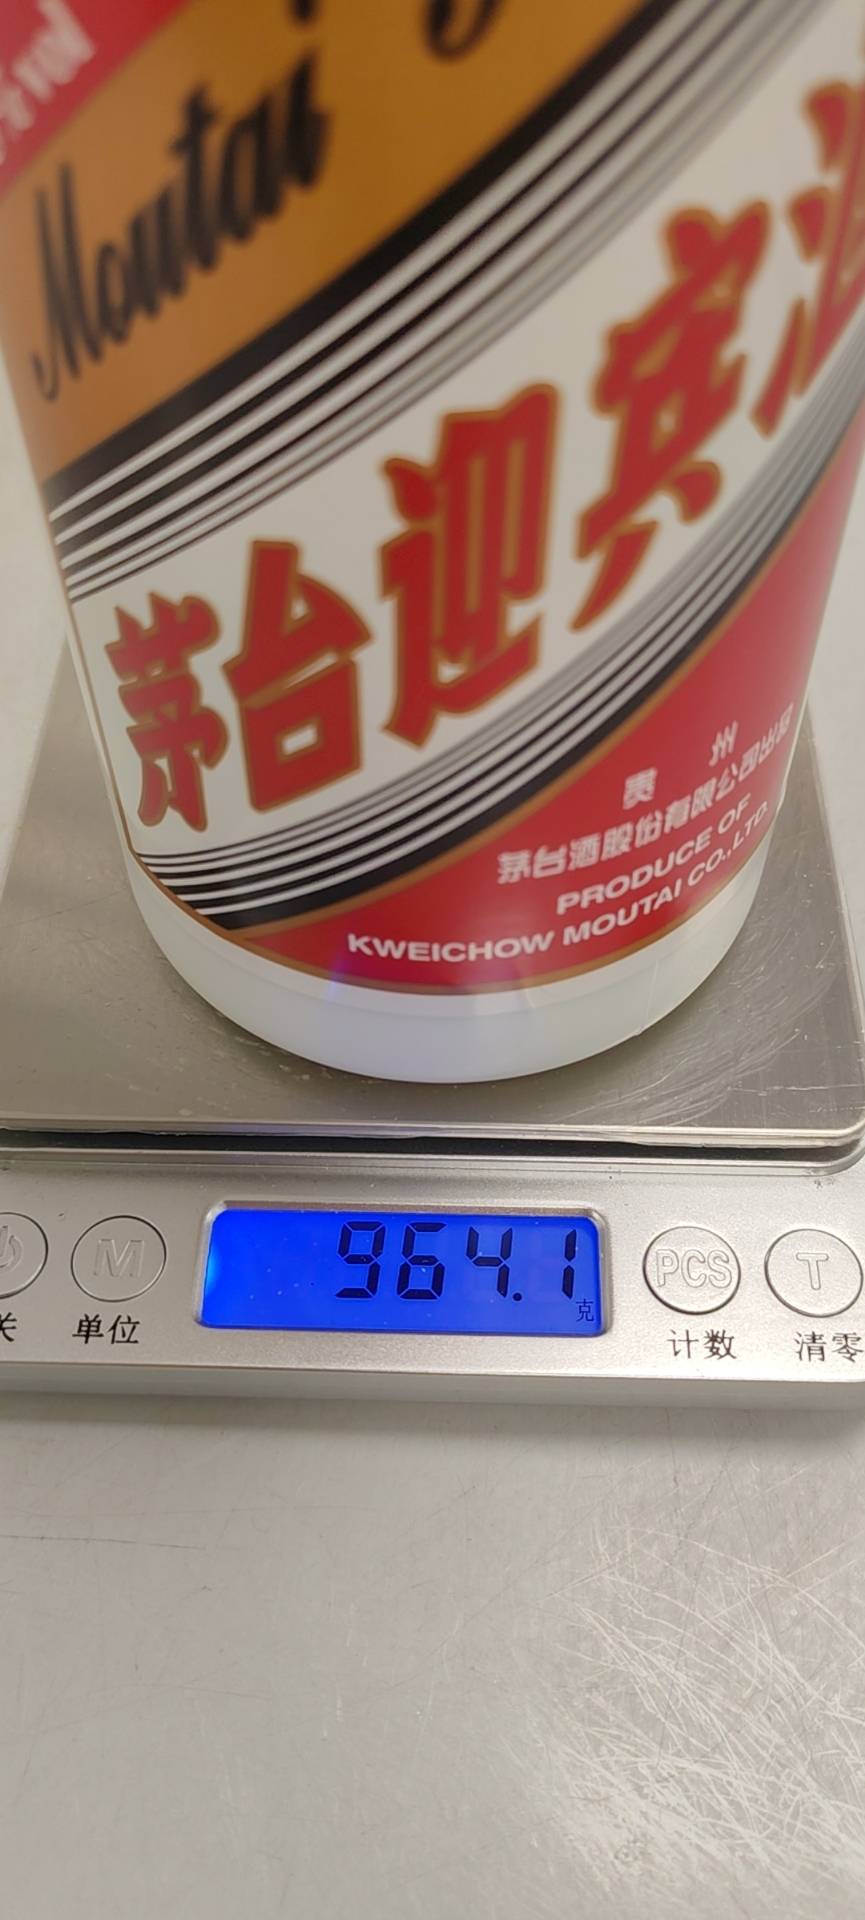 Moutai
茅台迎宾酒
贵州
茅台酒股份有限公司出品
PRODUCE OF
KWEICHOW MOUTAI CO.,LTD.
964.1
克
M
PCS
T
关
单位
计数
清零